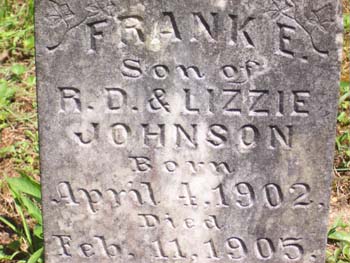 FRANK E.
Son of
R. D. & LIZZIE
JOHNSON
Born
April 4, 1902.
Died
Feb. 11, 1905.